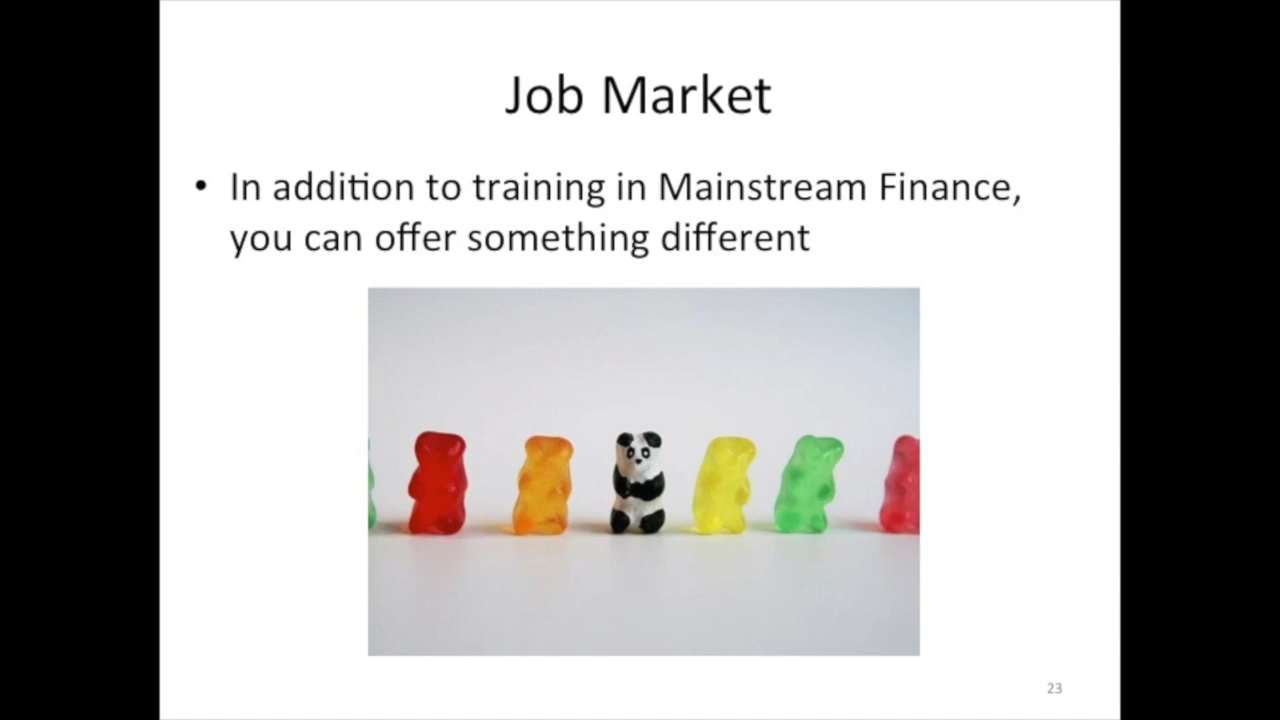 Job Market
• In addition to training in Mainstream Finance,
you can offer something different
23